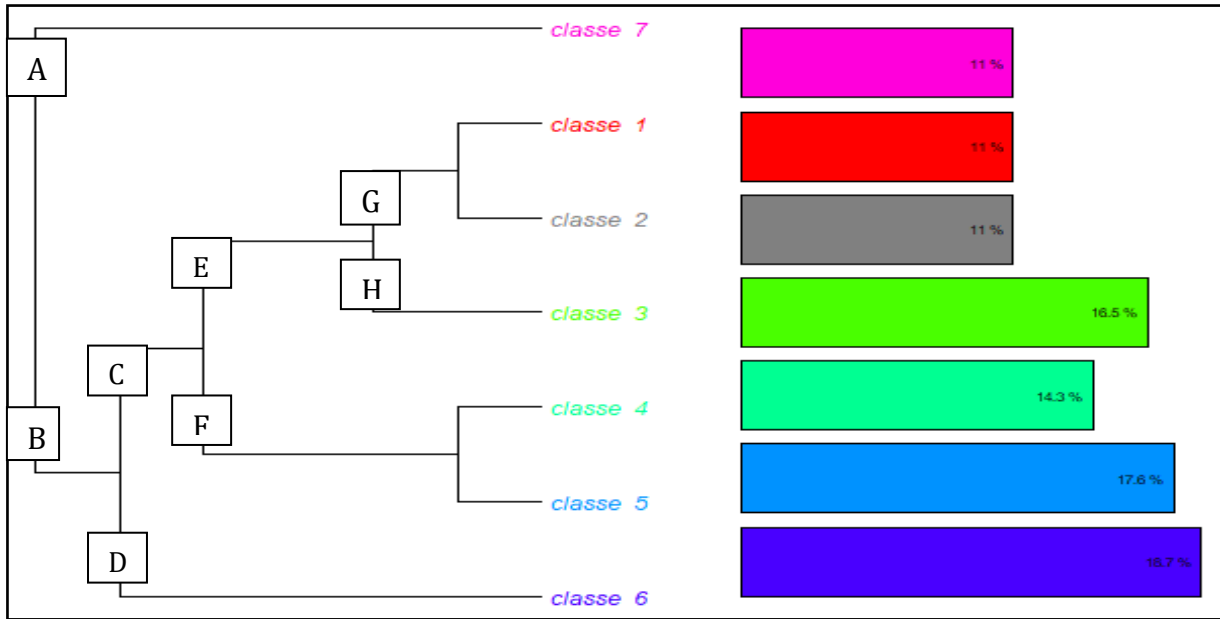 A
classe 7
11 %
classe 1
11 %
G
classe 2
11 %
E
H
classe 3
16.5 %
C
F
classe 4
14.3 %
B
classe 5
17.6 %
D
18.7 %
classe 6